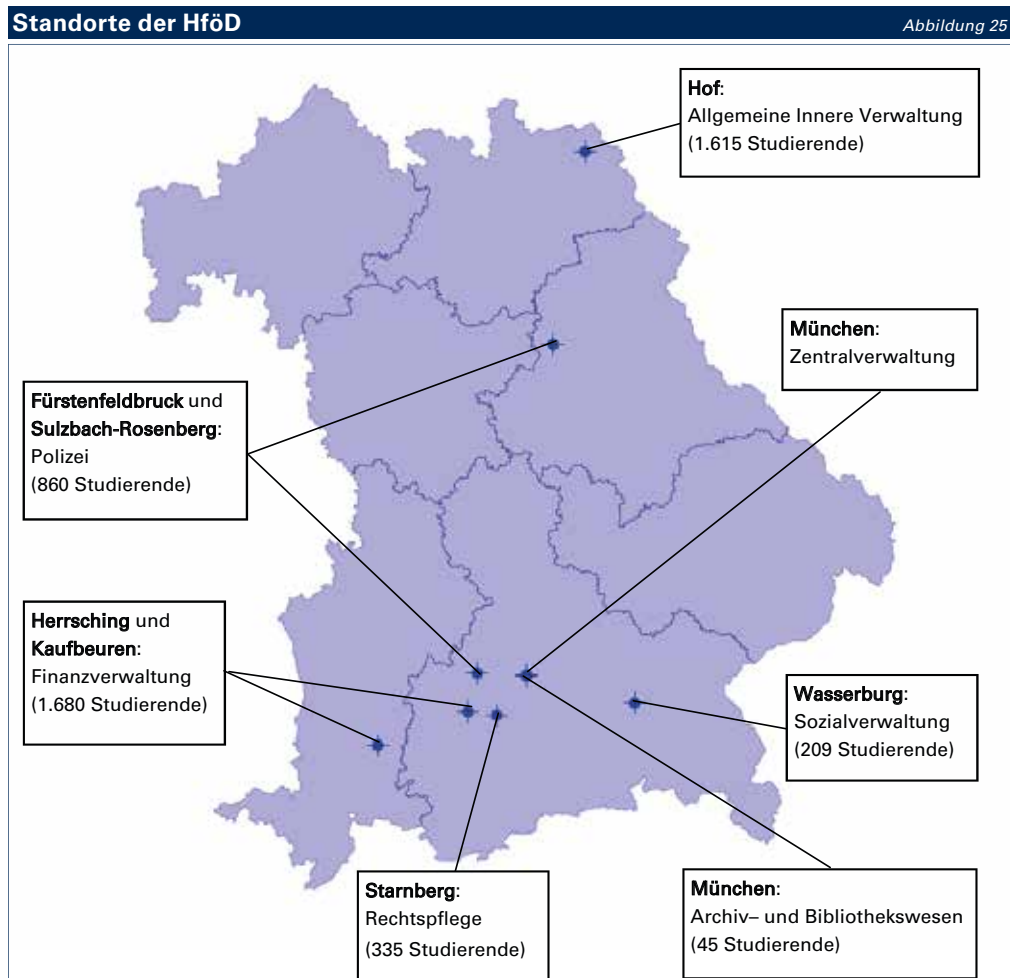 Standorte der HföD
Abbildung 25
Hof:
Allgemeine Innere Verwaltung
(1.615 Studierende)
München:
Zentralverwaltung
Fürstenfeldbruck und
Sulzbach-Rosenberg:
Polizei
(860 Studierende)
Herrsching und
Kaufbeuren:
Finanzverwaltung
(1.680 Studierende)
Wasserburg:
Sozialverwaltung
(209 Studierende)
Starnberg:
Rechtspflege
(335 Studierende)
München:
Archiv– und Bibliothekswesen
(45 Studierende)